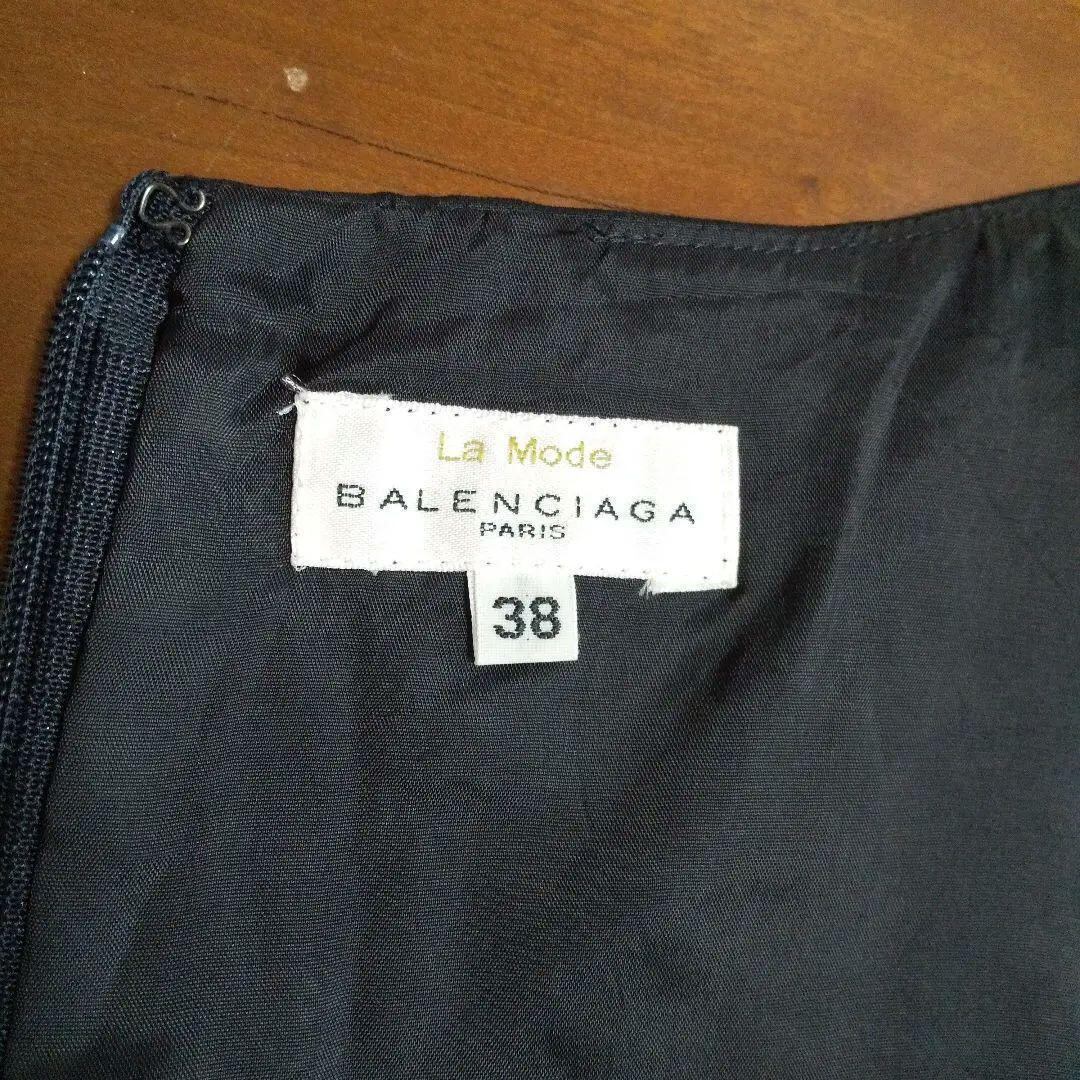 La Mode
BALENCIAGA
PARIS
38